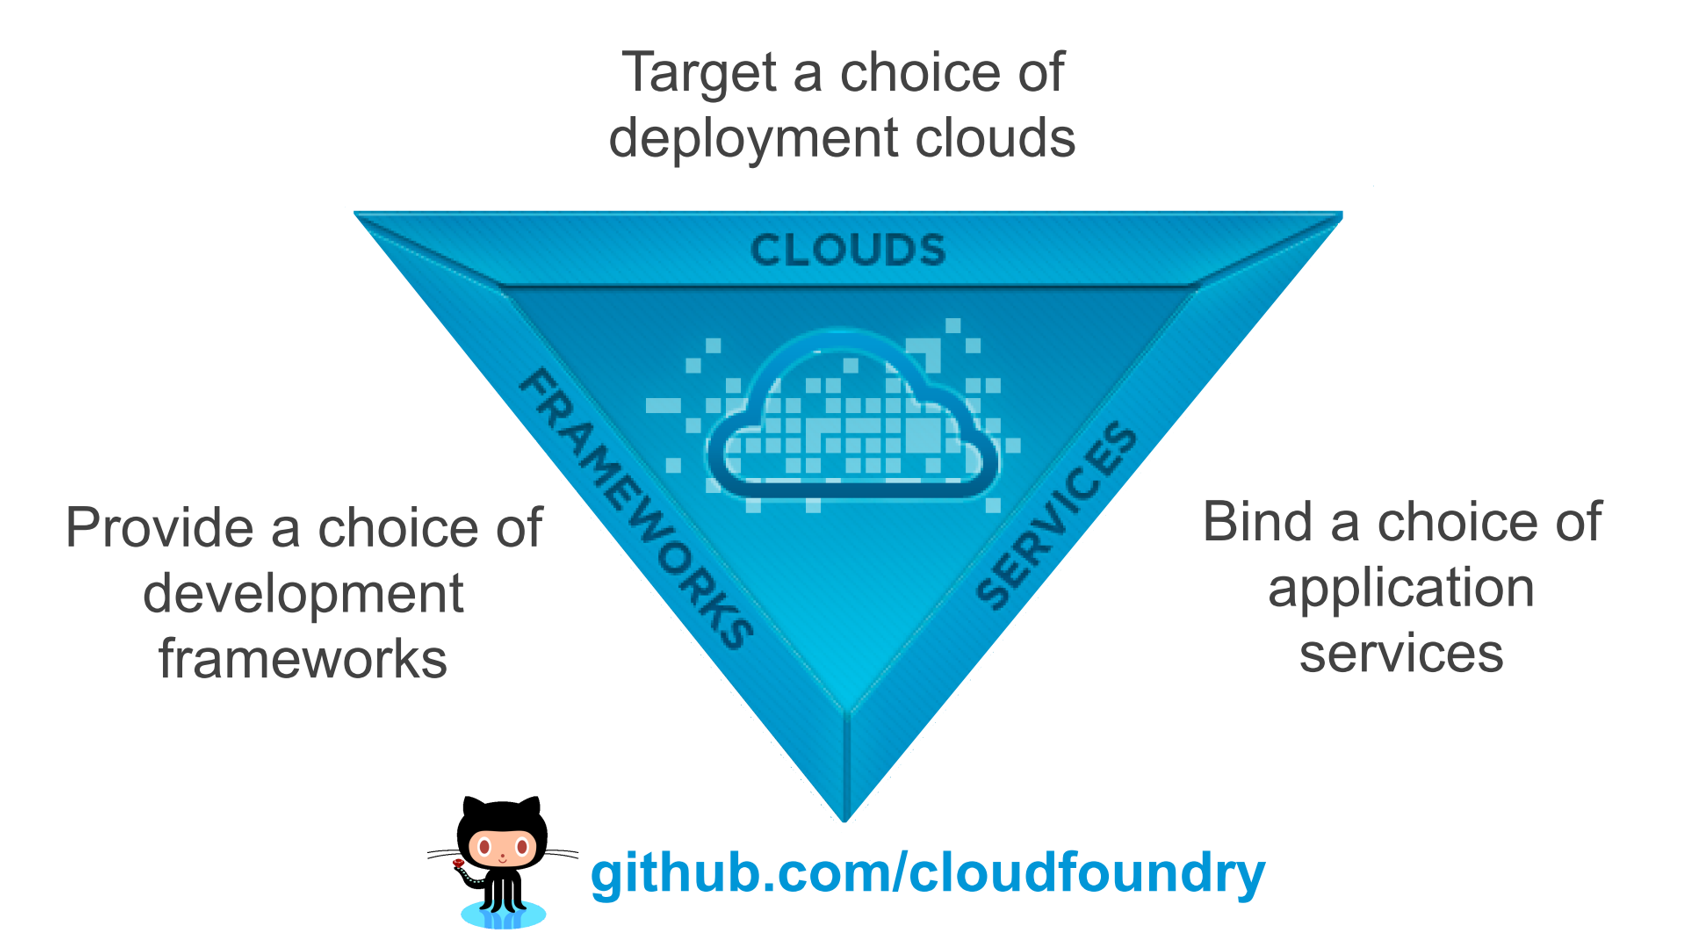 Target a choice of
deployment clouds
CLOUDS
FRAMEWORKS
SERVICES
Provide a choice of
development
frameworks
Bind a choice of
application
services
github.com/cloudfoundry